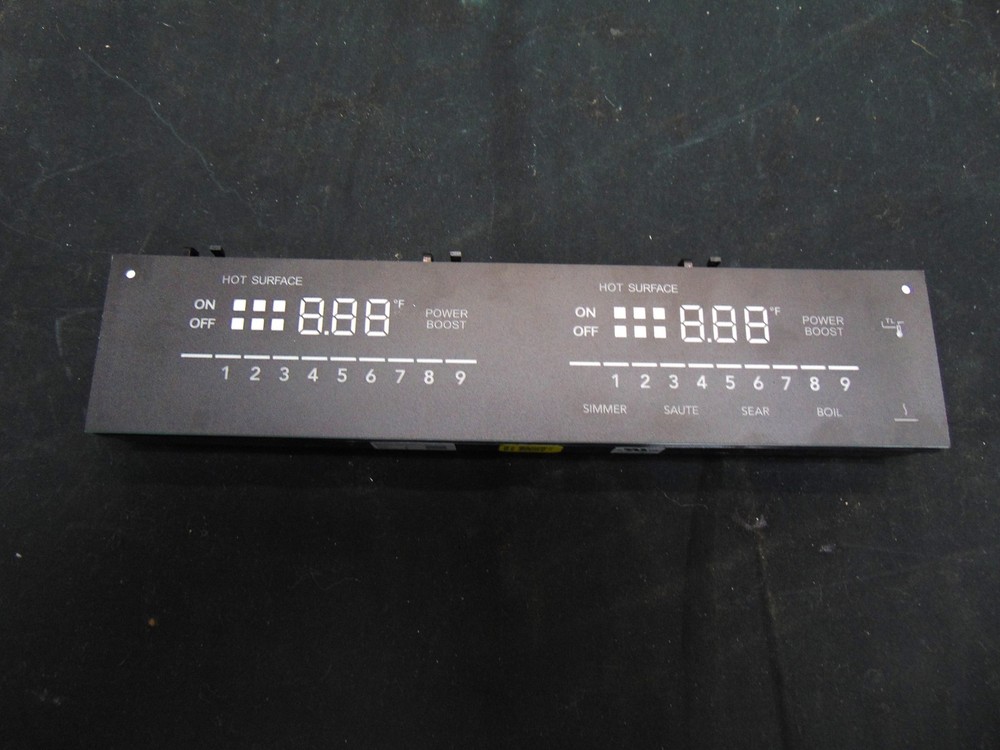 HOT SURFACE
ON 8.88 °F
OFF
POWER
BOOST
1 2 3 4 5 6 7 8 9
HOT SURFACE
ON 8.88 °F
OFF
POWER
BOOST
1 2 3 4 5 6 7 8 9
SIMMER SAUTE SEAR BOIL